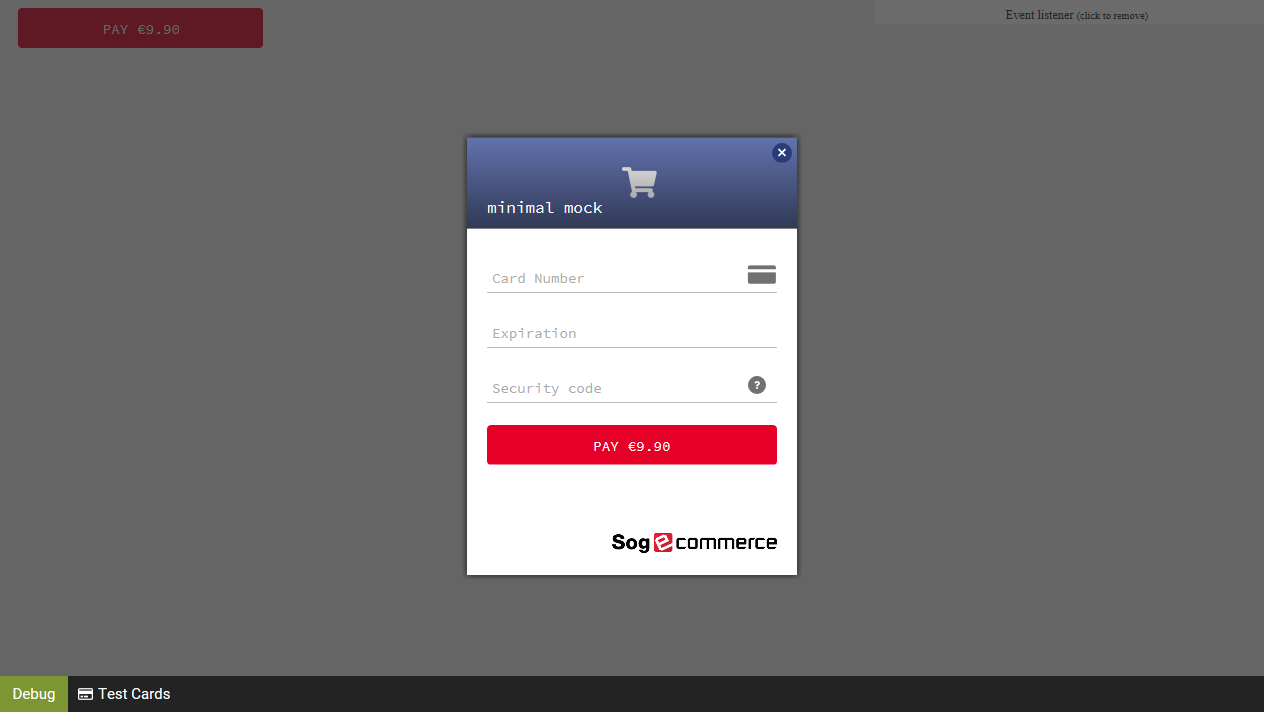 PAY €9.90
Event listener (click to remove)
minimal mock
Card Number
Expiration
Security code
?
PAY €9.90
Sogecommerce
Debug
Test Cards